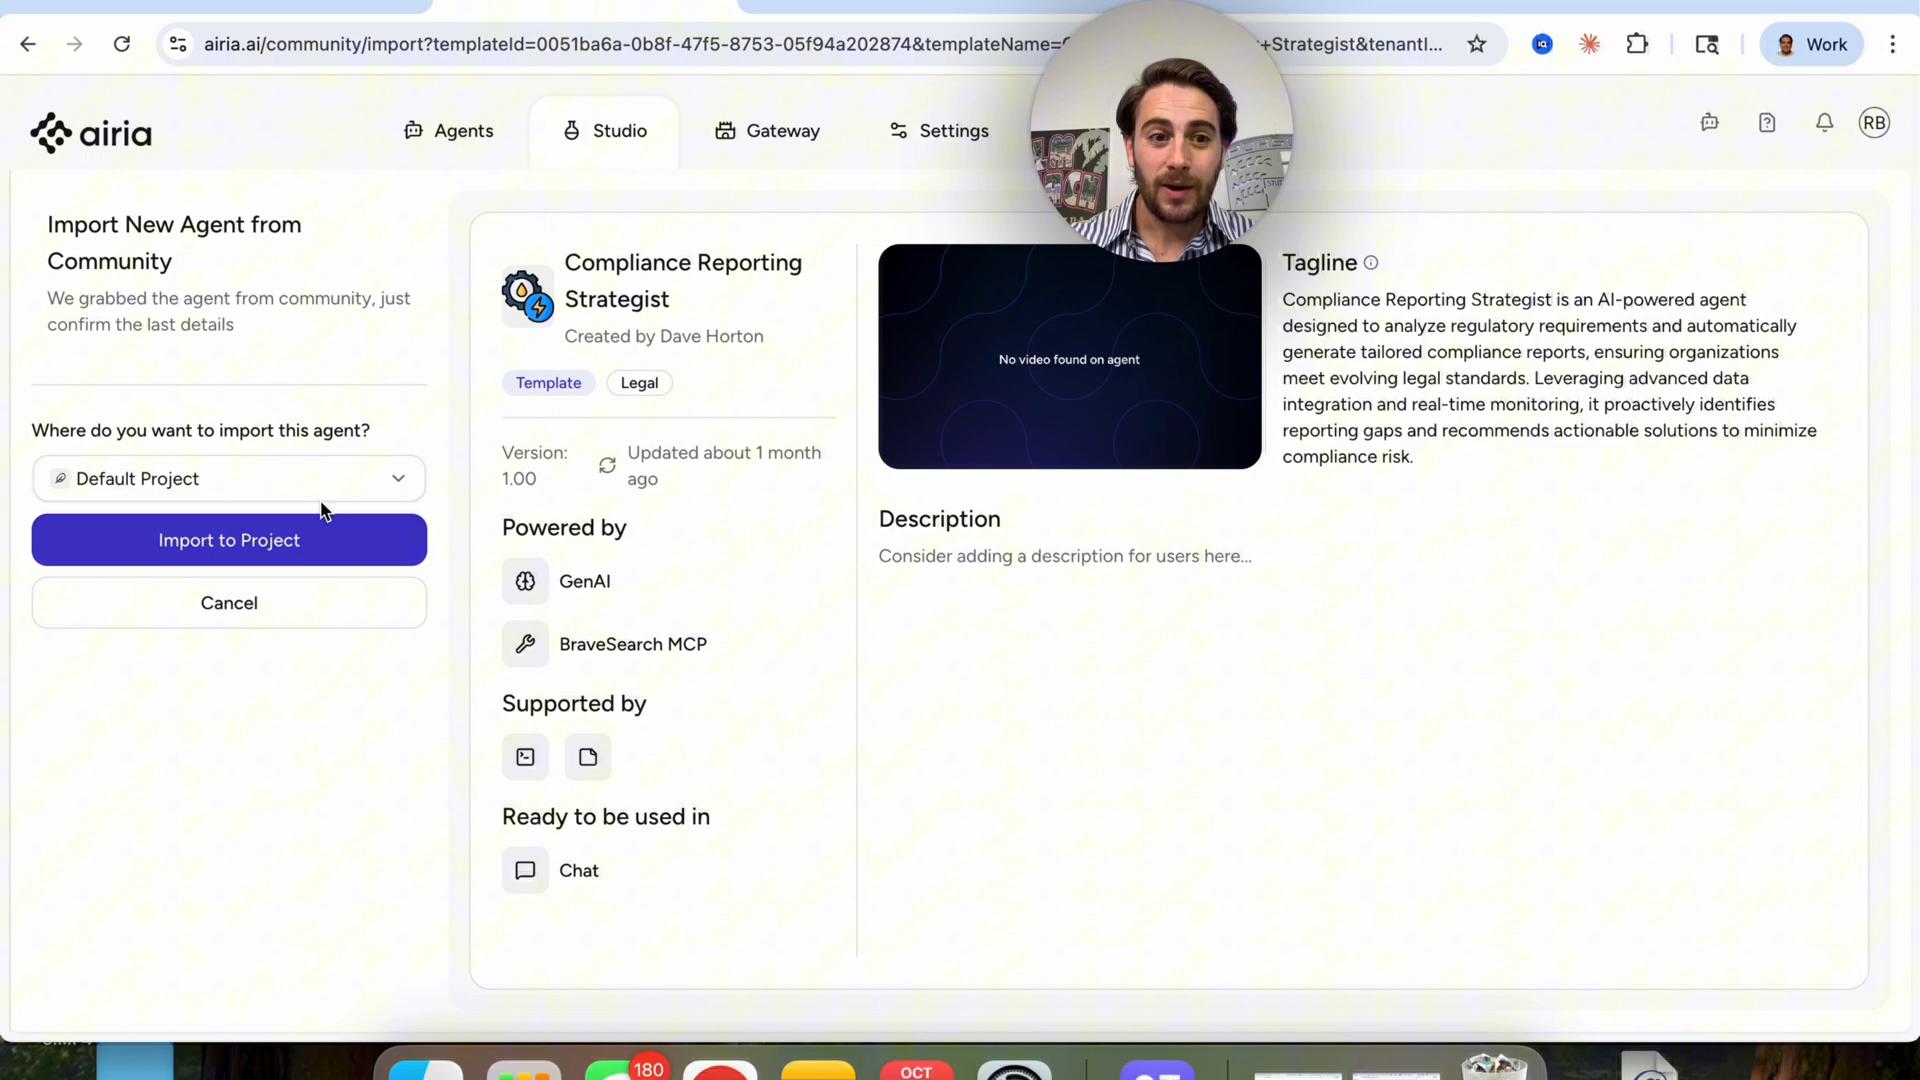 airia.ai/community/import?templateId=0051ba6a-0b8f-47f5-8753-05f94a202874&templateName=
+Strategist&tenantI...
Work
airia
Agents
Studio
Gateway
Settings
RB
Import New Agent from
Community
We grabbed the agent from community, just
confirm the last details
Where do you want to import this agent?
Default Project
Import to Project
Cancel
Compliance Reporting
Strategist
Created by Dave Horton
Template
Legal
Version:
1.00
Updated about 1 month
ago
Powered by
GenAI
BraveSearch MCP
Supported by
Ready to be used in
Chat
No video found on agent
Tagline
Compliance Reporting Strategist is an AI-powered agent
designed to analyze regulatory requirements and automatically
generate tailored compliance reports, ensuring organizations
meet evolving legal standards. Leveraging advanced data
integration and real-time monitoring, it proactively identifies
reporting gaps and recommends actionable solutions to minimize
compliance risk.
Description
Consider adding a description for users here...
180
OCT